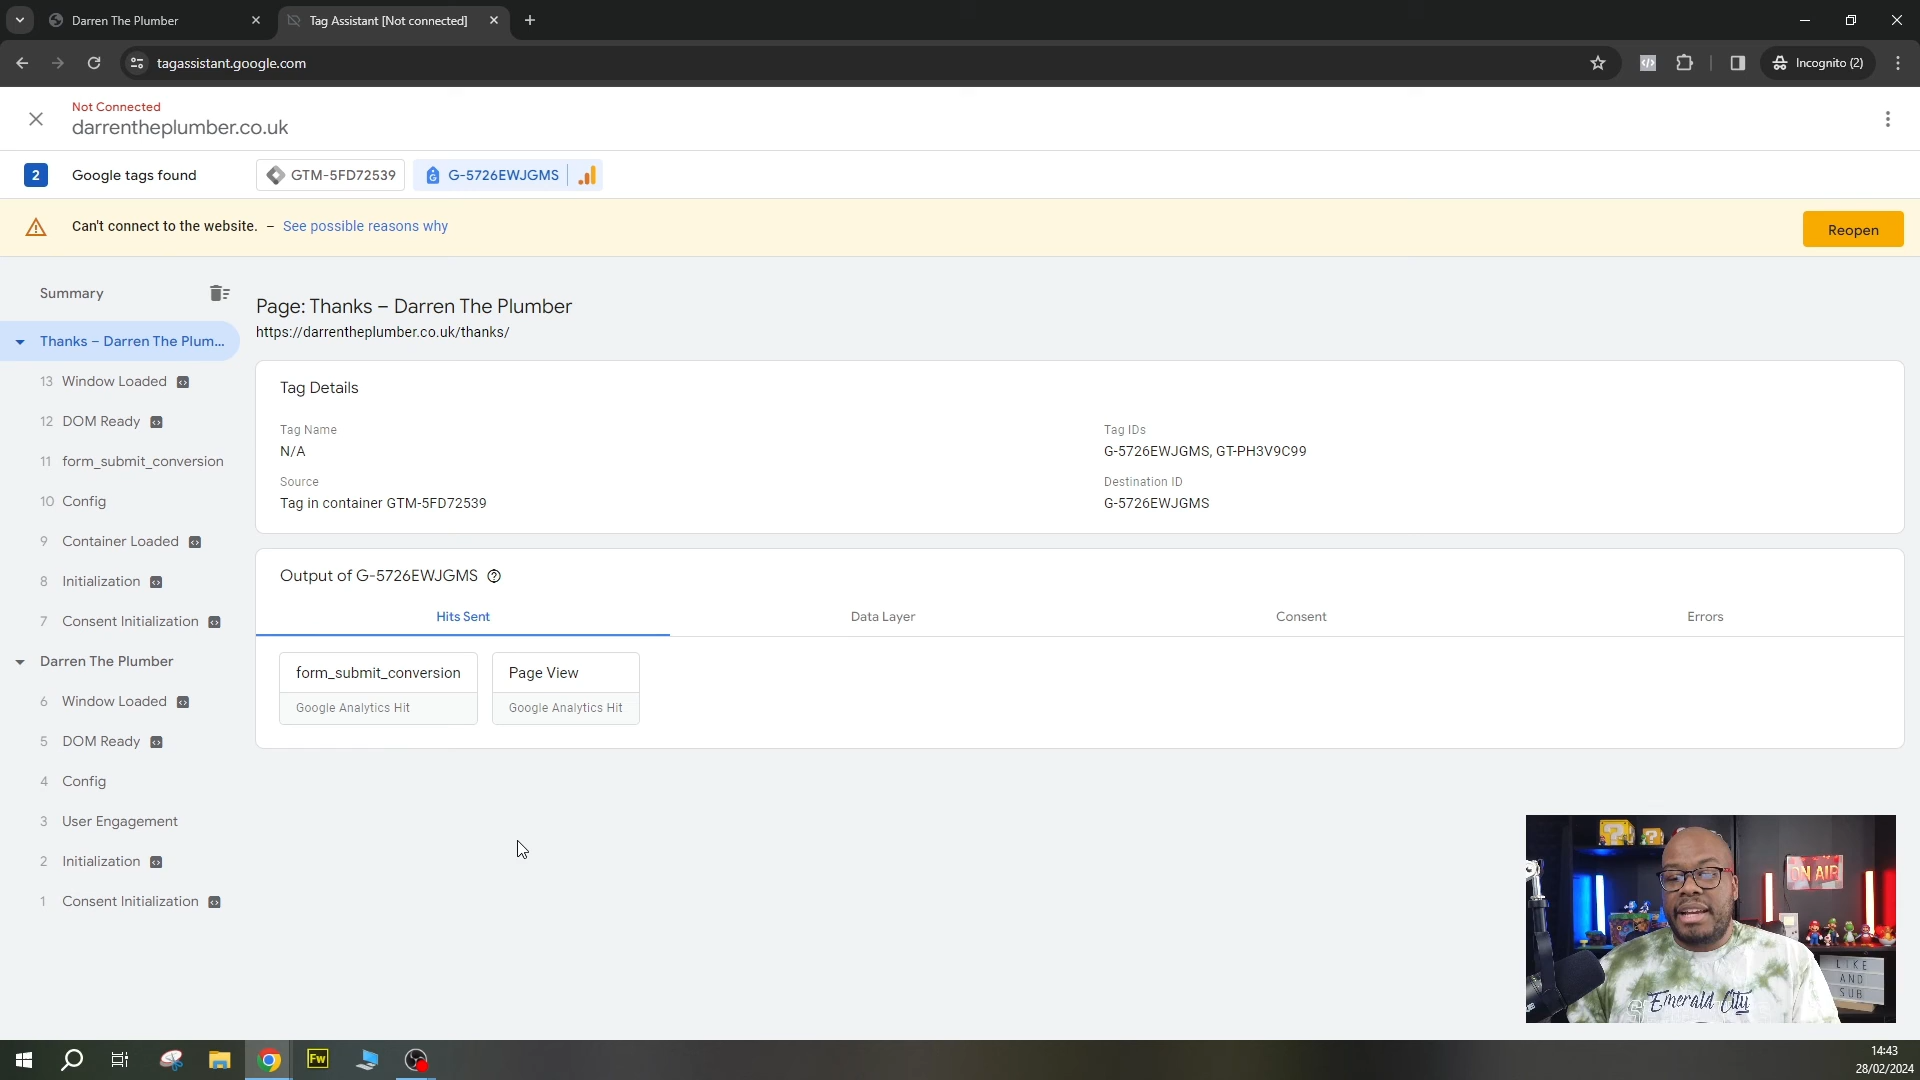 Darren The Plumber
Tag Assistant [Not connected]
tagassistant.google.com
Incognito (2)
Not Connected
darrentheplumber.co.uk
2 Google tags found
GTM-5FD72539
G-5726EWJGMS
Can't connect to the website. – See possible reasons why
Reopen
Summary
Thanks – Darren The Plum...
13 Window Loaded
12 DOM Ready
11 form_submit_conversion
10 Config
9 Container Loaded
8 Initialization
7 Consent Initialization
Darren The Plumber
6 Window Loaded
5 DOM Ready
4 Config
3 User Engagement
2 Initialization
1 Consent Initialization
Page: Thanks – Darren The Plumber
https://darrentheplumber.co.uk/thanks/
Tag Details
Tag Name
N/A
Tag IDs
G-5726EWJGMS, GT-PH3V9C99
Source
Tag in container GTM-5FD72539
Destination ID
G-5726EWJGMS
Output of G-5726EWJGMS
Hits Sent
Data Layer
Consent
Errors
form_submit_conversion
Google Analytics Hit
Page View
Google Analytics Hit
ON AIR
LIKE
AND
SUB
Emerald City
Fw
14:43
28/02/2024